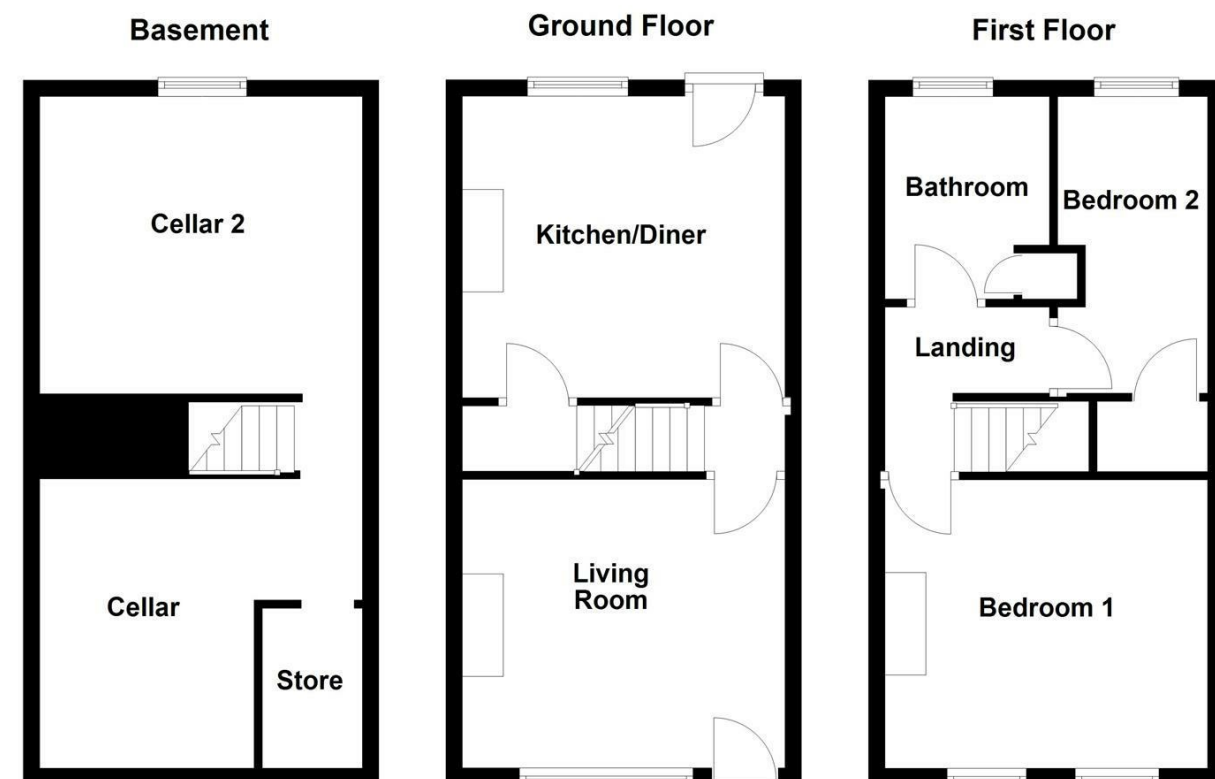 Basement
Ground Floor
First Floor
Cellar 2
Cellar
Store
Kitchen/Diner
Living
Room
Bathroom
Bedroom 2
Landing
Bedroom 1